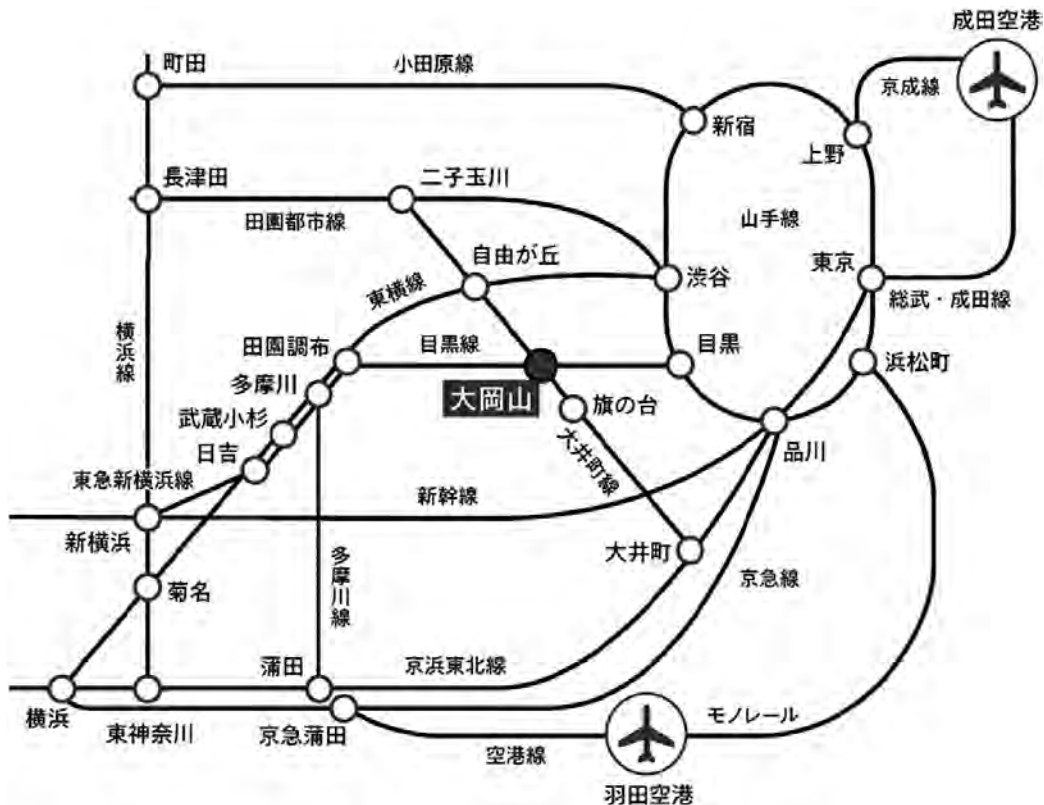 成田空港
町田
小田原線
京成線
新宿
上野
長津田
二子玉川
田園都市線
山手線
自由が丘
東横線
渋谷
東京
総武・成田線
横浜線
田園調布
目黒線
目黒
浜松町
多摩川
大岡山
旗の台
武蔵小杉
日吉
大井町線
品川
東急新横浜線
新幹線
新横浜
大井町
菊名
多摩川線
京急線
蒲田
京浜東北線
横浜
東神奈川
京急蒲田
空港線
モノレール
羽田空港